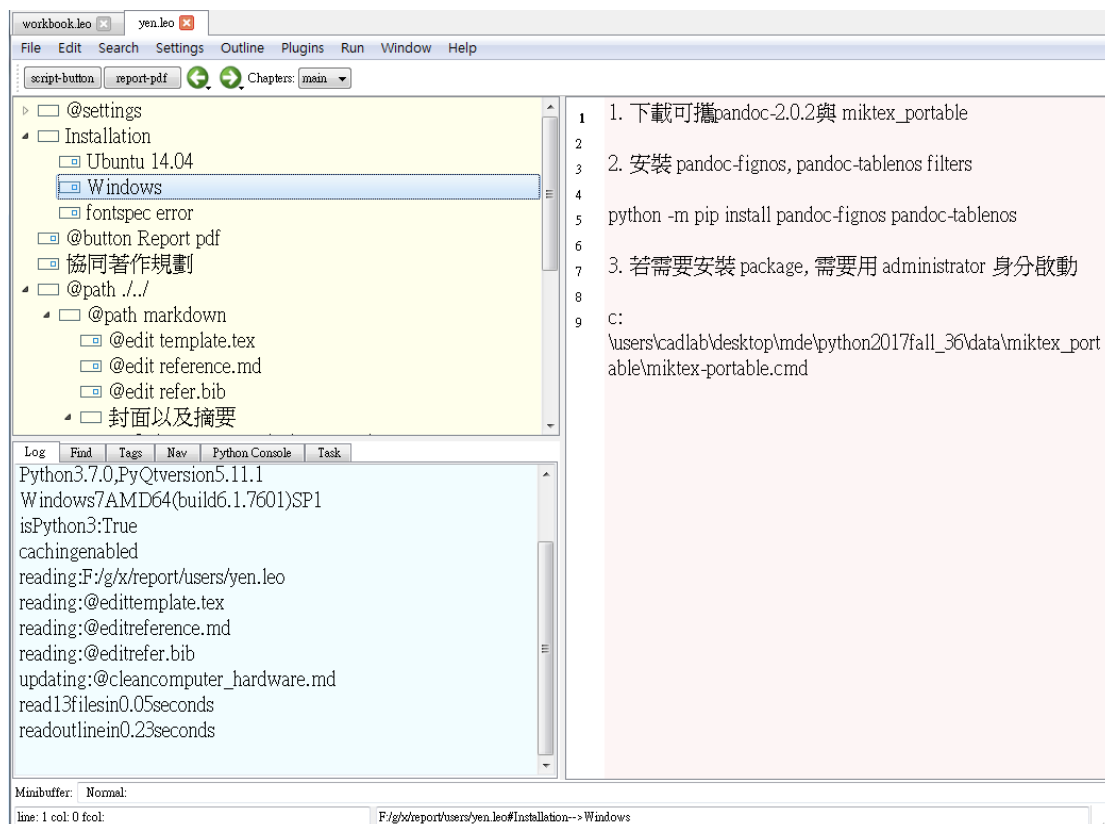 workbook.leo
yen.leo
File Edit Search Settings Outline Plugins Run Window Help
script-button report-pdf Chapters: main
@settings
Installation
Ubuntu 14.04
Windows
fontspec error
@button Report pdf
協同著作規劃
@path ./../
@path markdown
@edit template.tex
@edit reference.md
@edit refer.bib
封面以及摘要
1 1. 下載可攜pandoc-2.0.2與 miktex_portable
2
3 2. 安裝 pandoc-fignos, pandoc-tablenos filters
4
5 python -m pip install pandoc-fignos pandoc-tablenos
6
7 3. 若需要安裝 package, 需要用 administrator 身分啟動
8
9 c:
\users\cadlab\desktop\mde\python2017fall_36\data\miktex_port
able\miktex-portable.cmd
Log Find Tags Nav Python Console Task
Python3.7.0,PyQtversion5.11.1
Windows7AMD64(build6.1.7601)SP1
isPython3:True
cachingenabled
reading:F:/g/x/report/users/yen.leo
reading:@edittemplate.tex
reading:@editreference.md
reading:@editrefer.bib
updating:@cleancomputer_hardware.md
read13filesin0.05seconds
readoutlinein0.23seconds
Minibuffer: Normal:
line: 1 col: 0 fcol:
F:/g/x/report/users/yen.leo#Installation-->Windows